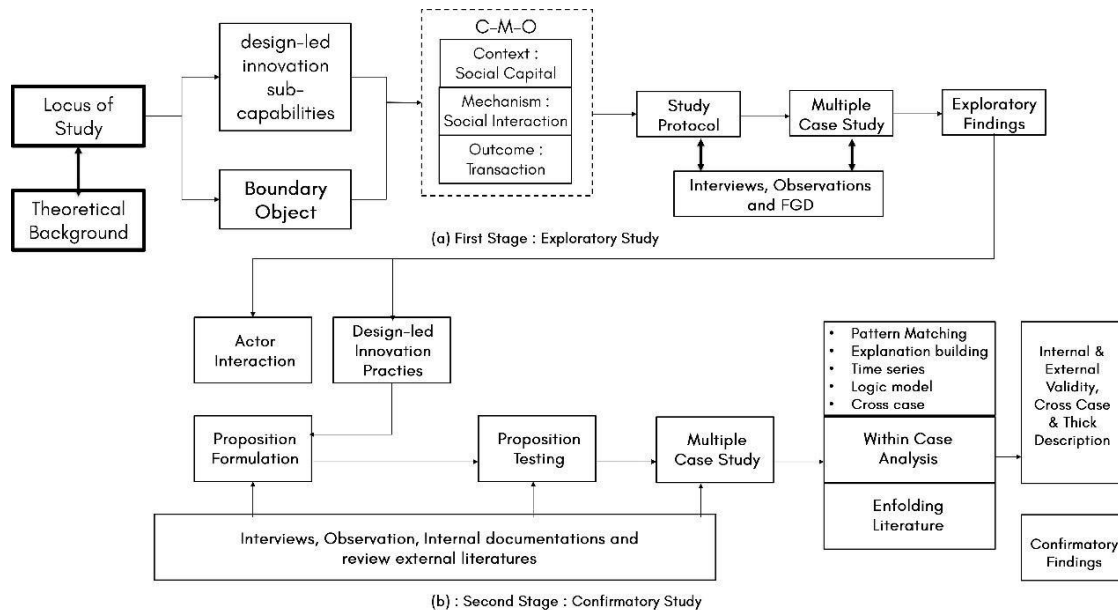 C-M-O
Context :
Social Capital
Mechanism :
Social Interaction
Outcome :
Transaction
design-led
innovation
sub-
capabilities
Locus of
Study
Theoretical
Background
Boundary
Object
Study
Protocol
Multiple
Case Study
Exploratory
Findings
Interviews, Observations
and FGD
(a) First Stage : Exploratory Study
Actor
Interaction
Design-led
Innovation
Practies
• Pattern Matching
• Explanation building
• Time series
• Logic model
• Cross case
Internal &
External
Validity,
Cross Case
& Thick
Description
Proposition
Formulation
Proposition
Testing
Multiple
Case Study
Within Case
Analysis
Enfolding
Literature
Interviews, Observation, Internal documentations and
review external literatures
Confirmatory
Findings
(b) : Second Stage : Confirmatory Study